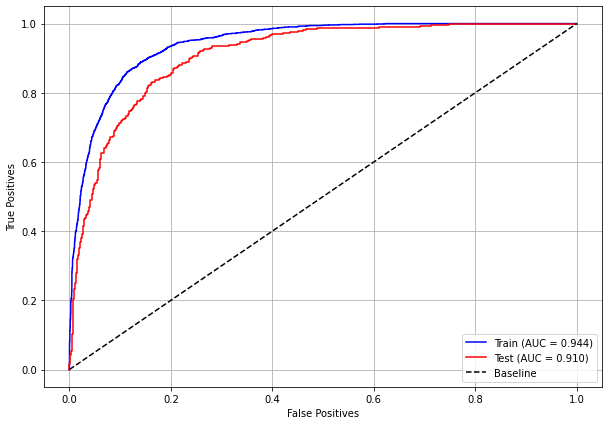 1.0
0.8
0.6
0.4
0.2
0.0
True Positives
0.0 0.2 0.4 0.6 0.8 1.0
False Positives
Train (AUC = 0.944)
Test (AUC = 0.910)
Baseline